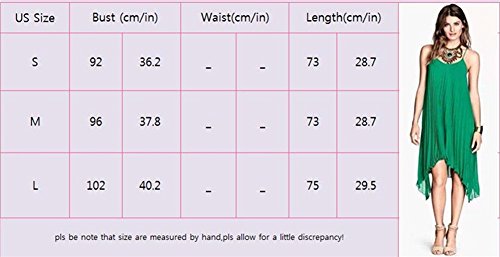 US Size Bust (cm/in) Waist(cm/in) Length(cm/in)
S 92 36.2 – – 73 28.7
M 96 37.8 – – 73 28.7
L 102 40.2 – – 75 29.5
pls be note that size are measured by hand,pls allow for a little discrepancy!